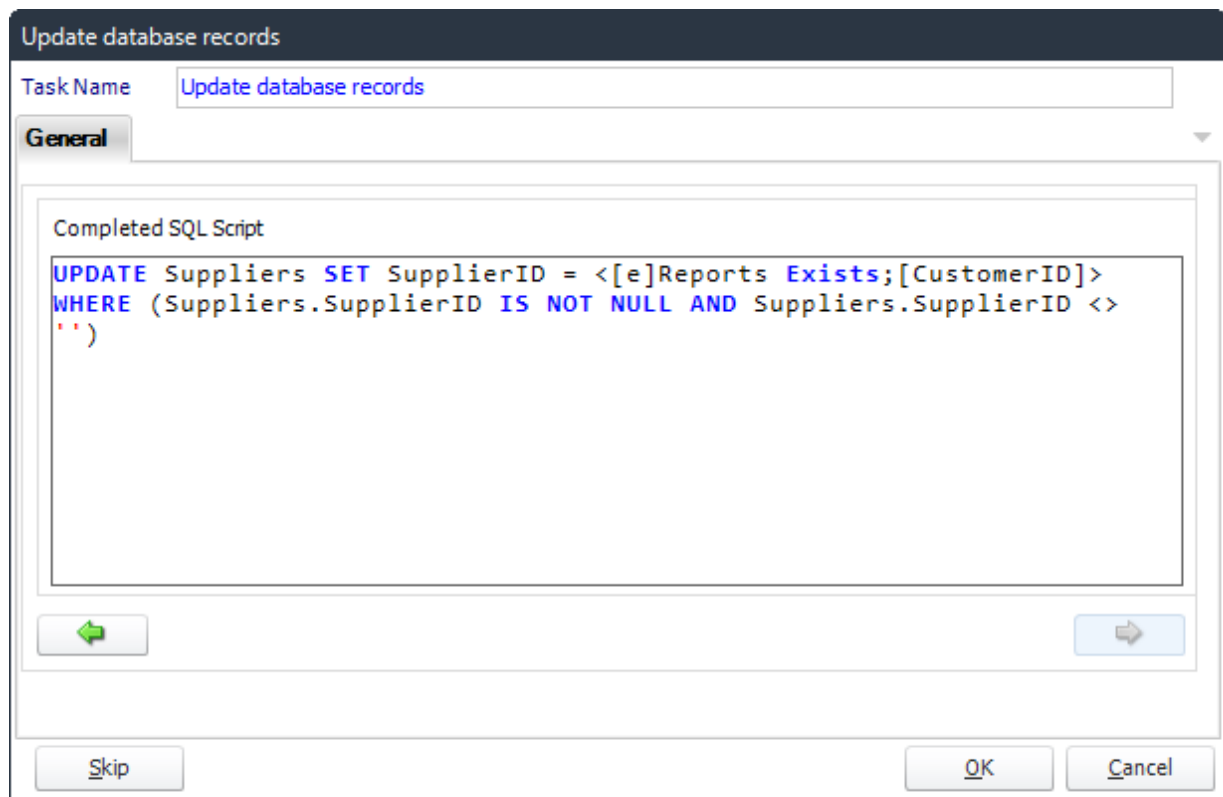 Update database records
Task Name Update database records
General
Completed SQL Script
UPDATE Suppliers SET SupplierID = <[e]Reports Exists;[CustomerID]>
WHERE (Suppliers.SupplierID IS NOT NULL AND Suppliers.SupplierID <>
'')
Skip OK Cancel